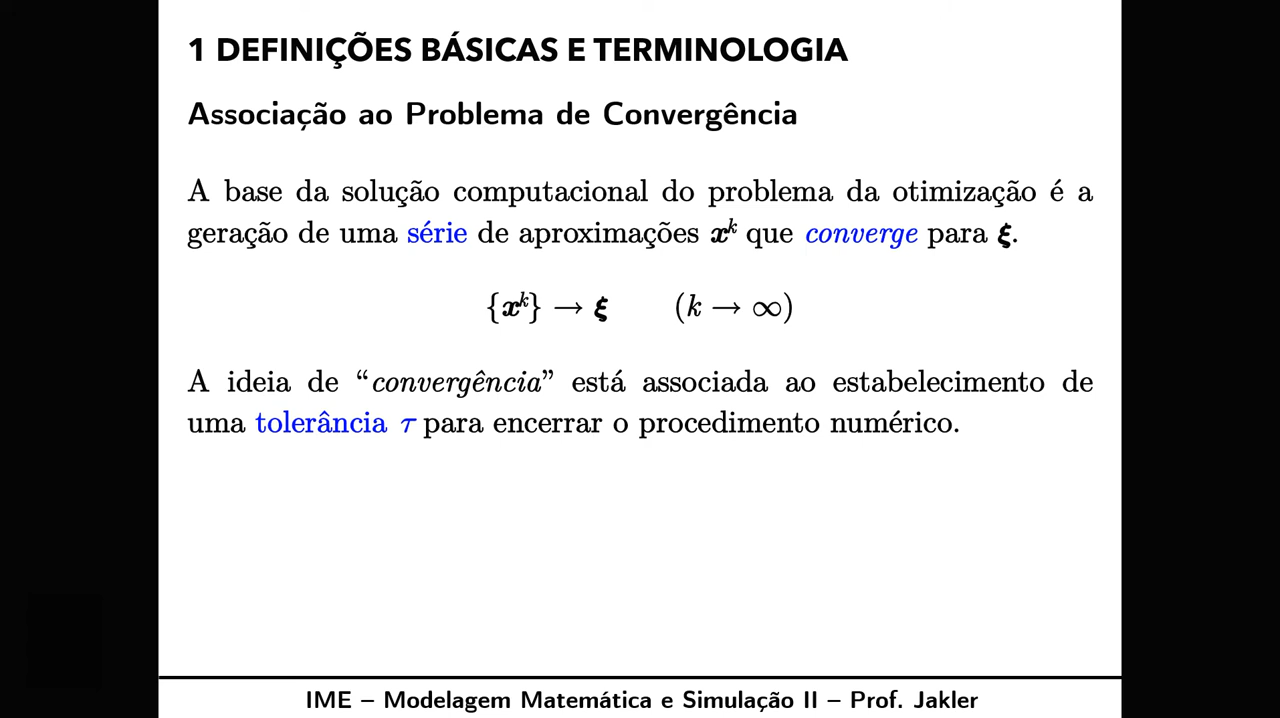 1 DEFINIÇÕES BÁSICAS E TERMINOLOGIA
Associação ao Problema de Convergência
A base da solução computacional do problema da otimização é a
geração de uma série de aproximações xᵏ que converge para ξ.
{xᵏ} → ξ (k → ∞)
A ideia de “convergência” está associada ao estabelecimento de
uma tolerância τ para encerrar o procedimento numérico.
IME – Modelagem Matemática e Simulação II – Prof. Jakler